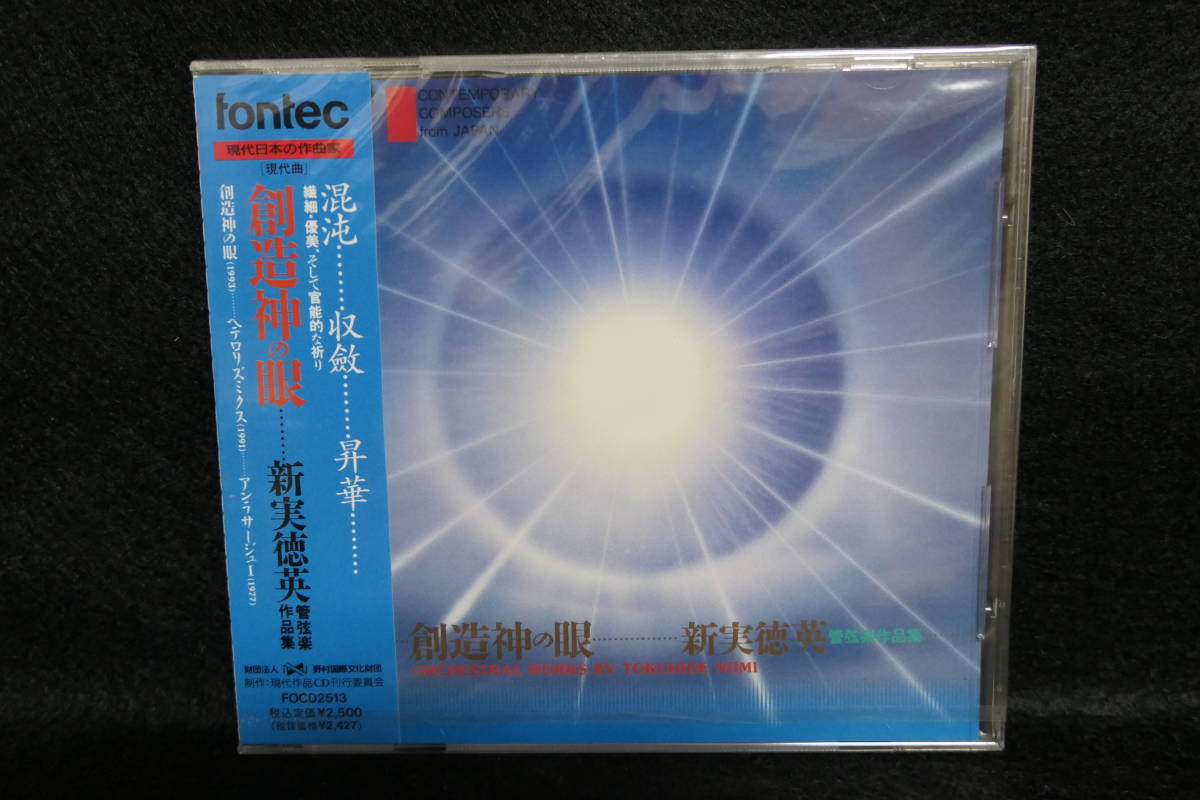 fontec
現代日本の作曲家
[現代曲]
混沌………収斂………昇華………
繊細・優美、そして官能的な祈り
創造神の眼………新実徳英
管弦楽
作品集
創造神の眼(1993)………ヘテロリズミクス(1991)……アンラサージュⅠ(1977)
財団法人 野村国際文化財団
制作:現代作品CD刊行委員会
FOCD2513
税込定価¥2,500
(税抜価格¥2,427)
CONTEMPORARY
COMPOSERS
from JAPAN
創造神の眼……………新実徳英 管弦楽作品集
ORCHESTRAL WORKS BY TOKUHIDE NIIMI